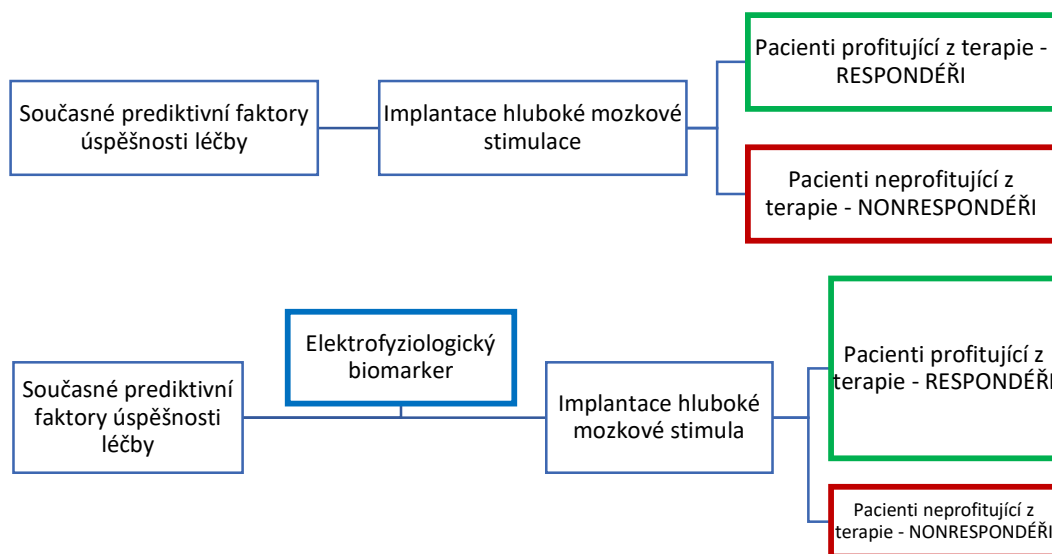 Pacienti profitující z terapie -
RESPONDÉŘI
Současné prediktivní faktory
úspěšnosti léčby
Implantace hluboké mozkové
stimulace
Pacienti neprofitující z
terapie - NONRESPONDÉŘI
Elektrofyziologický
biomarker
Současné prediktivní
faktory úspěšnosti
léčby
Implantace hluboké
mozkové stimula
Pacienti profitující z
terapie - RESPONDÉŘI
Pacienti neprofitující z
terapie - NONRESPONDÉŘI